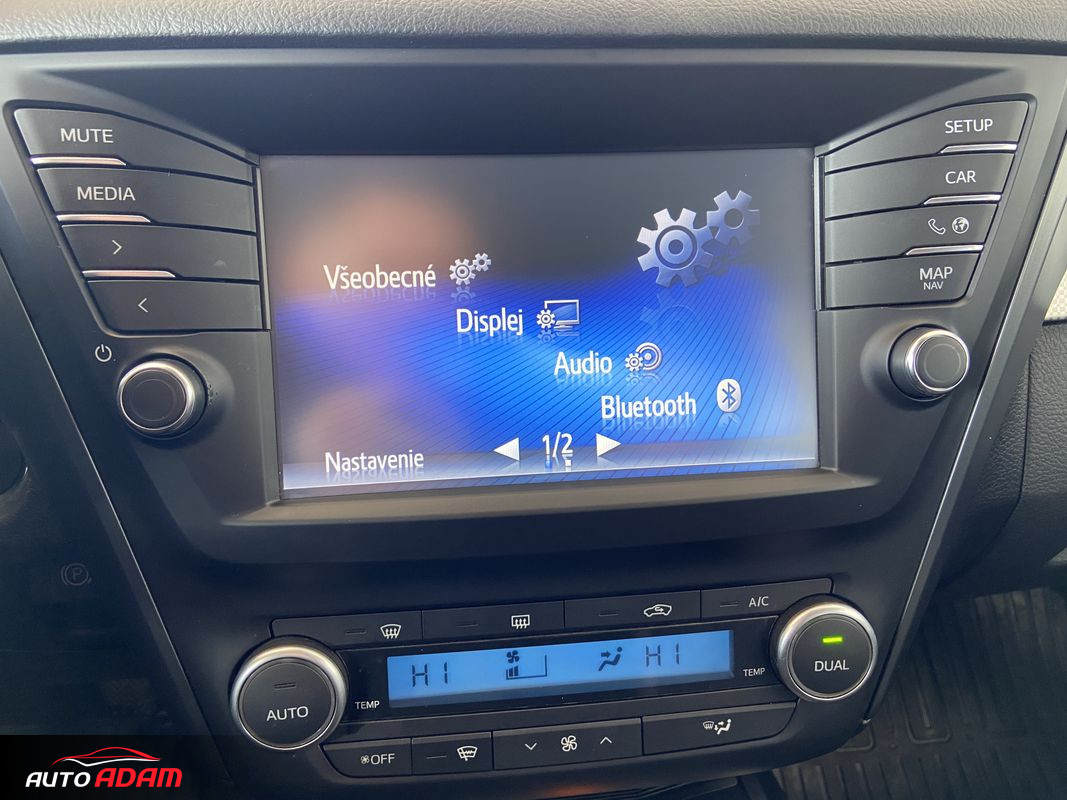 MUTE
MEDIA
SETUP
CAR
MAP
NAV
Všeobecné
Displej
Audio
Bluetooth
1/2
Nastavenie
A/C
HI
HI
TEMP
TEMP
AUTO
DUAL
OFF
P
AUTO ADAM